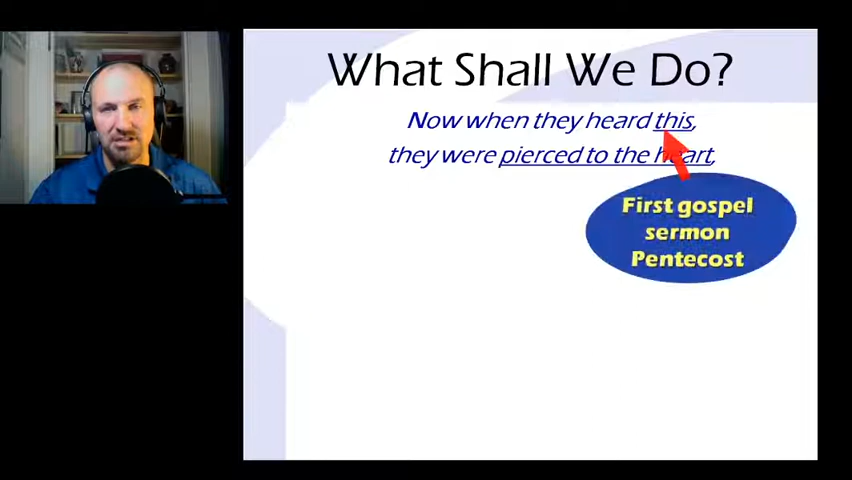 What Shall We Do?
Now when they heard this,
they were pierced to the heart,
First gospel
sermon
Pentecost